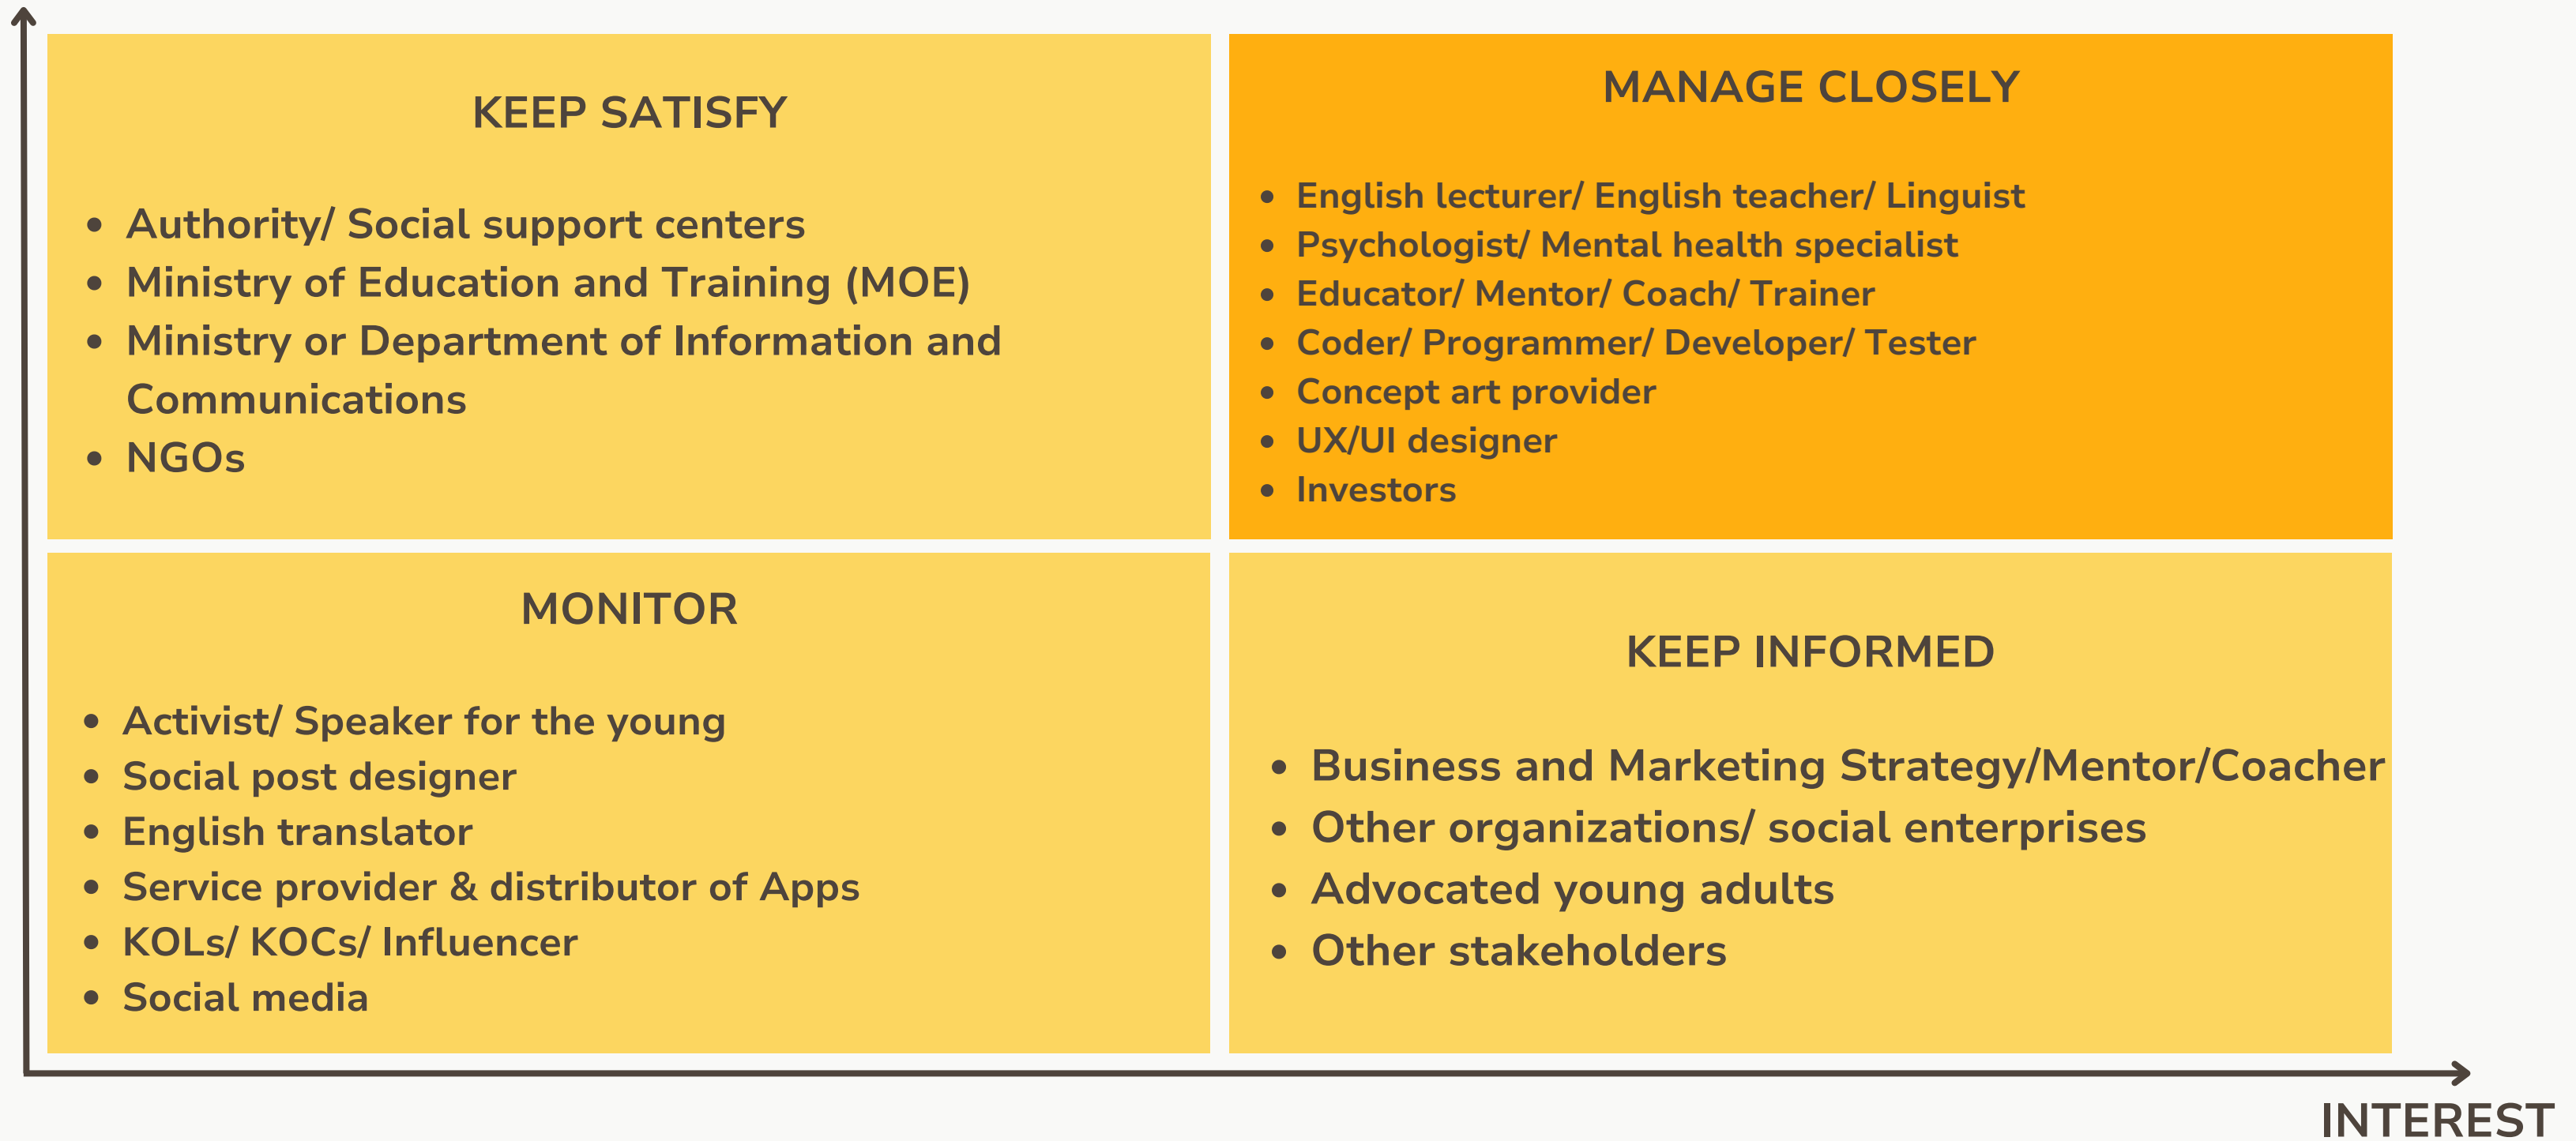 KEEP SATISFY
• Authority/ Social support centers
• Ministry of Education and Training (MOE)
• Ministry or Department of Information and
Communications
• NGOs
MANAGE CLOSELY
• English lecturer/ English teacher/ Linguist
• Psychologist/ Mental health specialist
• Educator/ Mentor/ Coach/ Trainer
• Coder/ Programmer/ Developer/ Tester
• Concept art provider
• UX/UI designer
• Investors
MONITOR
• Activist/ Speaker for the young
• Social post designer
• English translator
• Service provider & distributor of Apps
• KOLs/ KOCs/ Influencer
• Social media
KEEP INFORMED
• Business and Marketing Strategy/Mentor/Coacher
• Other organizations/ social enterprises
• Advocated young adults
• Other stakeholders
INTEREST